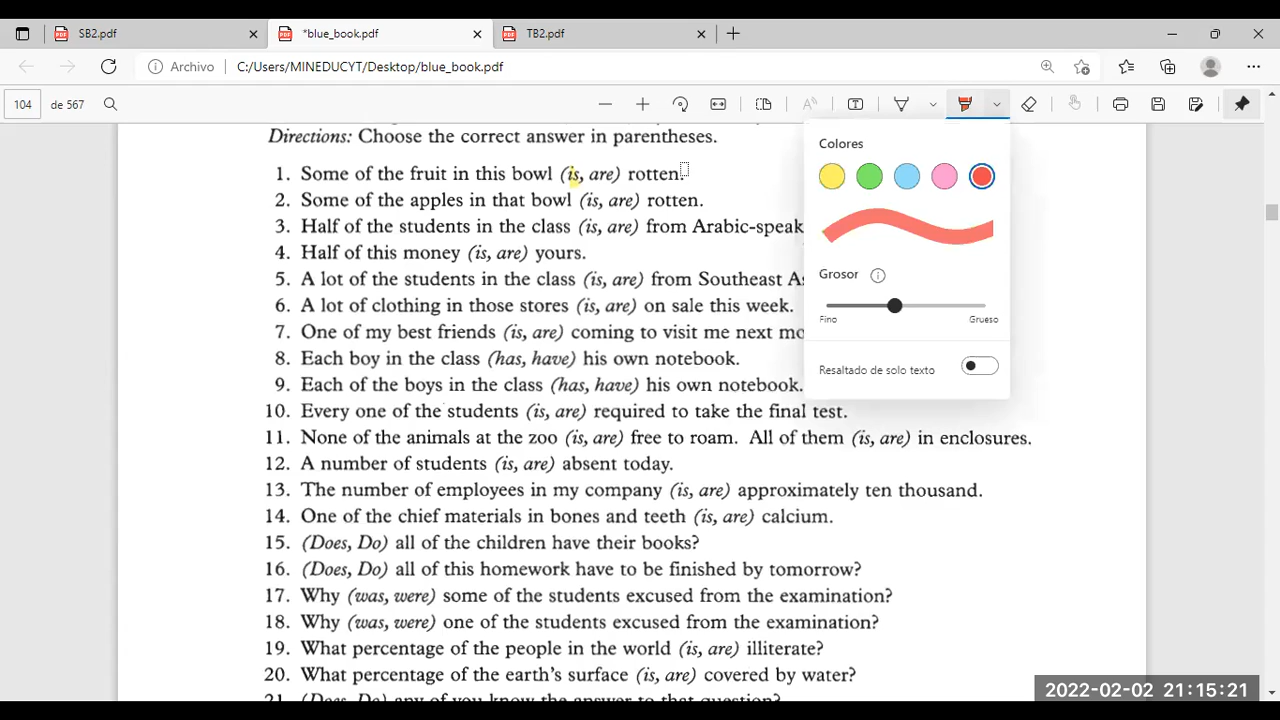 SB2.pdf
*blue_book.pdf
TB2.pdf
Archivo C:/Users/MINEDUCYT/Desktop/blue_book.pdf
104 de 567
Directions: Choose the correct answer in parentheses.
1. Some of the fruit in this bowl (is, are) rotten.
2. Some of the apples in that bowl (is, are) rotten.
3. Half of the students in the class (is, are) from Arabic-speak
4. Half of this money (is, are) yours.
5. A lot of the students in the class (is, are) from Southeast As
6. A lot of clothing in those stores (is, are) on sale this week.
7. One of my best friends (is, are) coming to visit me next mo
8. Each boy in the class (has, have) his own notebook.
9. Each of the boys in the class (has, have) his own notebook.
10. Every one of the students (is, are) required to take the final test.
11. None of the animals at the zoo (is, are) free to roam. All of them (is, are) in enclosures.
12. A number of students (is, are) absent today.
13. The number of employees in my company (is, are) approximately ten thousand.
14. One of the chief materials in bones and teeth (is, are) calcium.
15. (Does, Do) all of the children have their books?
16. (Does, Do) all of this homework have to be finished by tomorrow?
17. Why (was, were) some of the students excused from the examination?
18. Why (was, were) one of the students excused from the examination?
19. What percentage of the people in the world (is, are) illiterate?
20. What percentage of the earth's surface (is, are) covered by water?
21. (Does, Do) any of you know the answer to that question?
Colores
Grosor
Fino Grueso
Resaltado de solo texto
2022-02-02 21:15:21